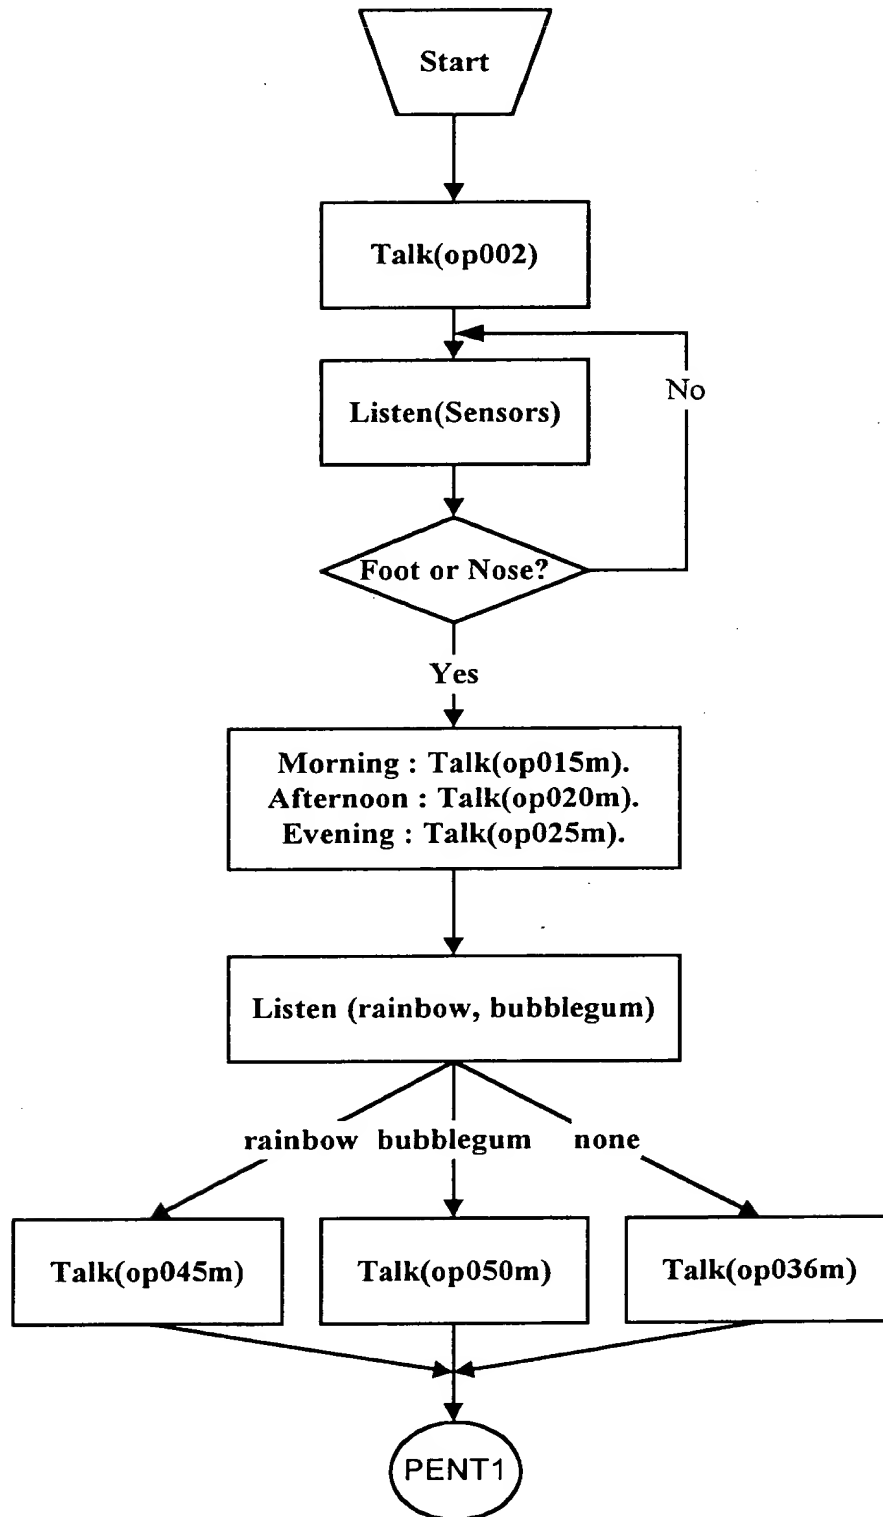 Start
Talk(op002)
No
Listen(Sensors)
Foot or Nose?
Yes
Morning : Talk(op015m).
Afternoon : Talk(op020m).
Evening : Talk(op025m).
Listen (rainbow, bubblegum)
rainbow bubblegum none
Talk(op045m) Talk(op050m) Talk(op036m)
PENT1